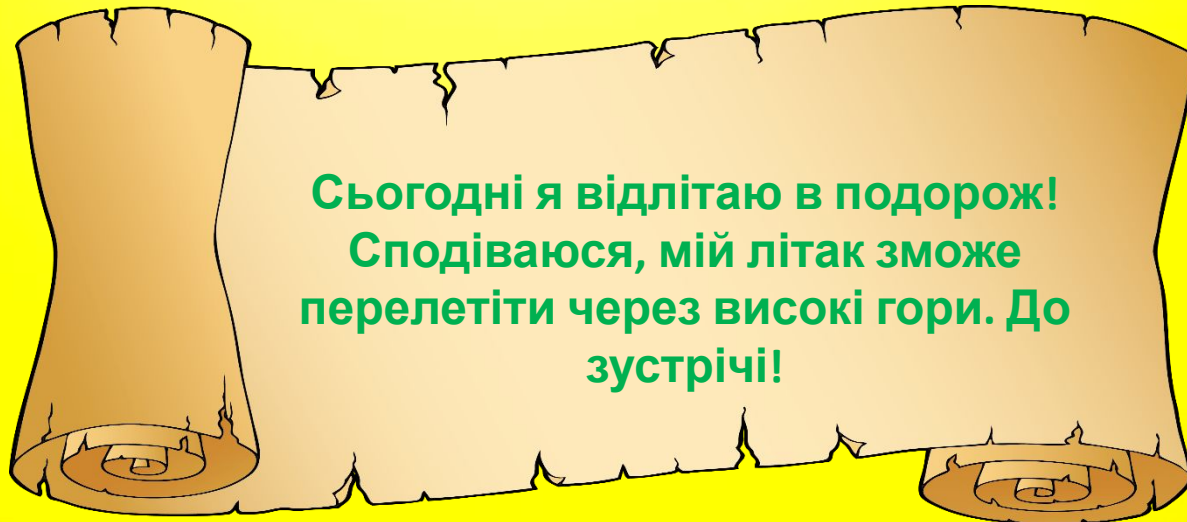 Сьогодні я відлітаю в подорож!
Сподіваюся, мій літак зможе
перелетіти через високі гори. До
зустрічі!